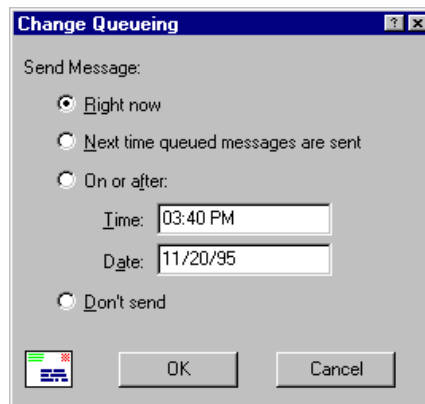 Change Queueing
Send Message:
Right now
Next time queued messages are sent
On or after:
Time: 03:40 PM
Date: 11/20/95
Don't send
OK Cancel